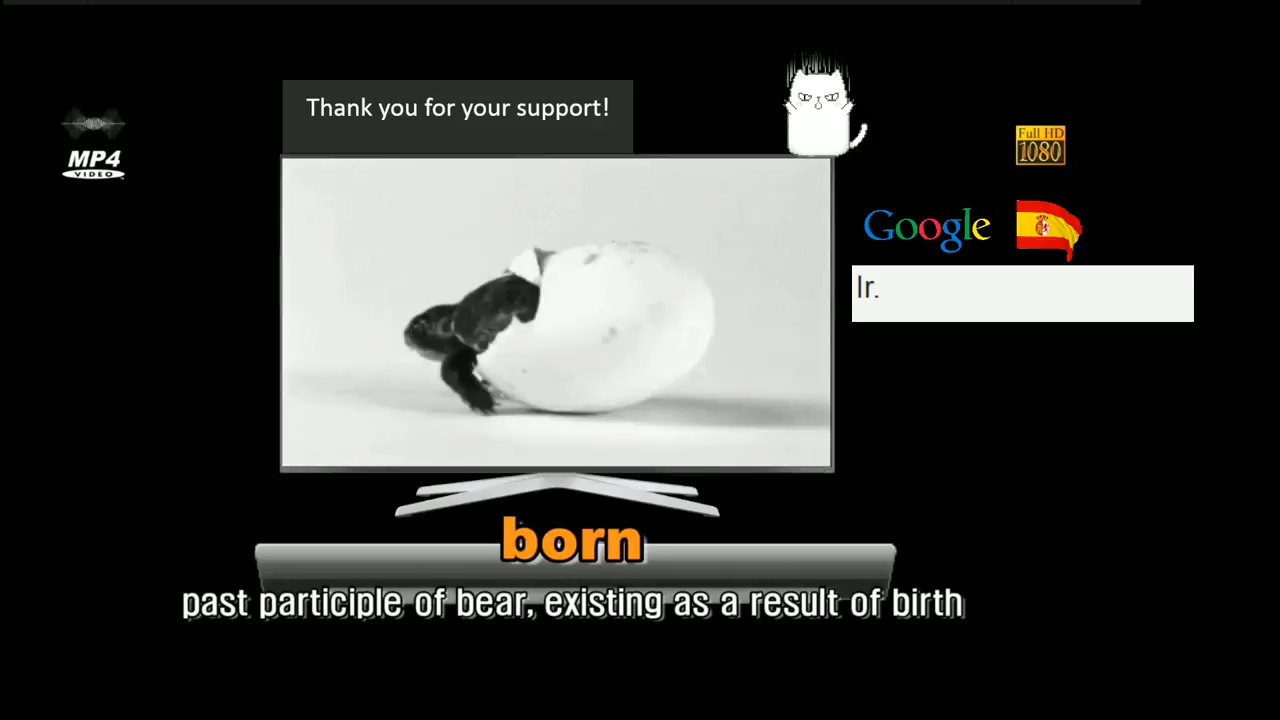 Thank you for your support!
MP4
VIDEO
Full HD
1080
Google
Ir.
born
past participle of bear, existing as a result of birth